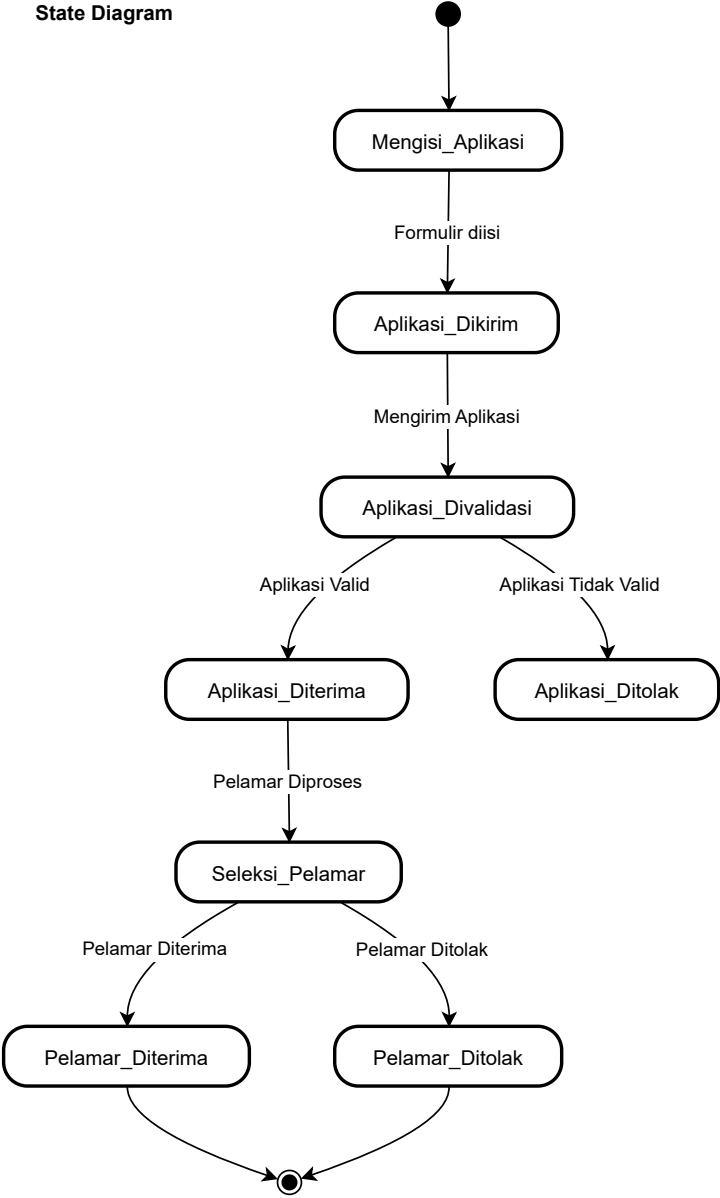 State Diagram
Mengisi_Aplikasi
Formulir diisi
Aplikasi_Dikirim
Mengirim Aplikasi
Aplikasi_Divalidasi
Aplikasi Valid
Aplikasi Tidak Valid
Aplikasi_Diterima
Aplikasi_Ditolak
Pelamar Diproses
Seleksi_Pelamar
Pelamar Diterima
Pelamar Ditolak
Pelamar_Diterima
Pelamar_Ditolak